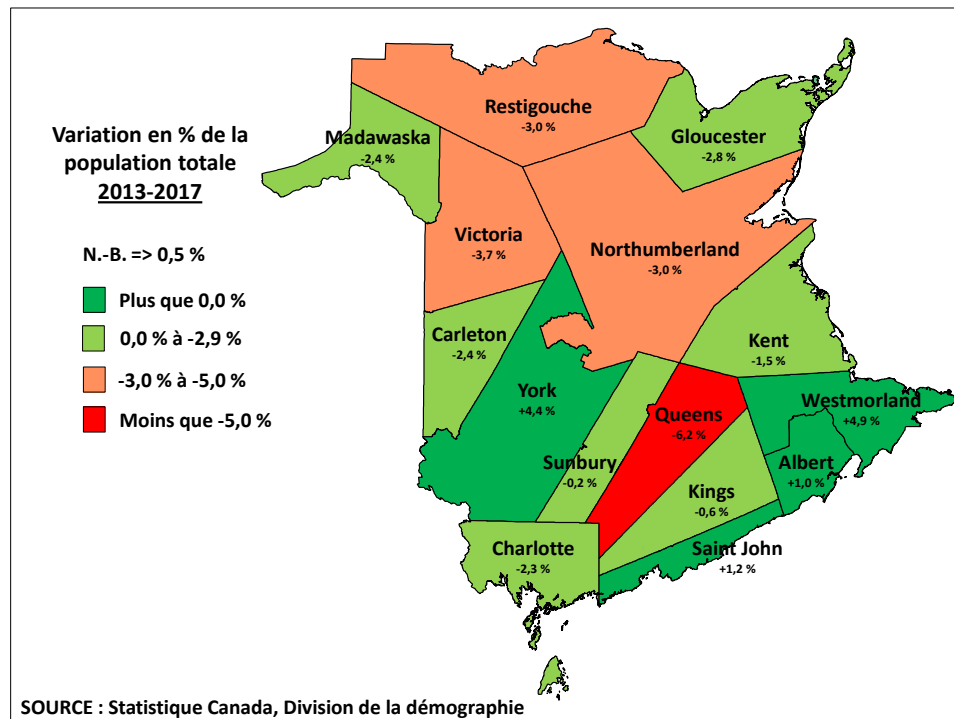 Variation en % de la
population totale
2013-2017
N.-B. => 0,5 %
Plus que 0,0 %
0,0 % à -2,9 %
-3,0 % à -5,0 %
Moins que -5,0 %
Restigouche
-3,0 %
Madawaska
-2,4 %
Gloucester
-2,8 %
Victoria
-3,7 %
Northumberland
-3,0 %
Carleton
-2,4 %
Kent
-1,5 %
York
+4,4 %
Queens
-6,2 %
Westmorland
+4,9 %
Sunbury
-0,2 %
Albert
+1,0 %
Kings
-0,6 %
Charlotte
-2,3 %
Saint John
+1,2 %
SOURCE : Statistique Canada, Division de la démographie